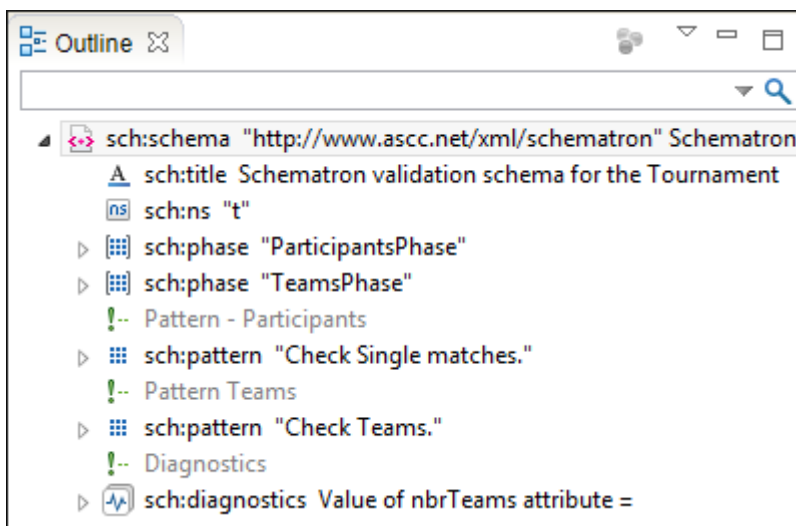 Outline
sch:schema "http://www.ascc.net/xml/schematron" Schematron
sch:title Schematron validation schema for the Tournament
ns sch:ns "t"
sch:phase "ParticipantsPhase"
sch:phase "TeamsPhase"
!-- Pattern - Participants
sch:pattern "Check Single matches."
!-- Pattern Teams
sch:pattern "Check Teams."
!-- Diagnostics
sch:diagnostics Value of nbrTeams attribute =